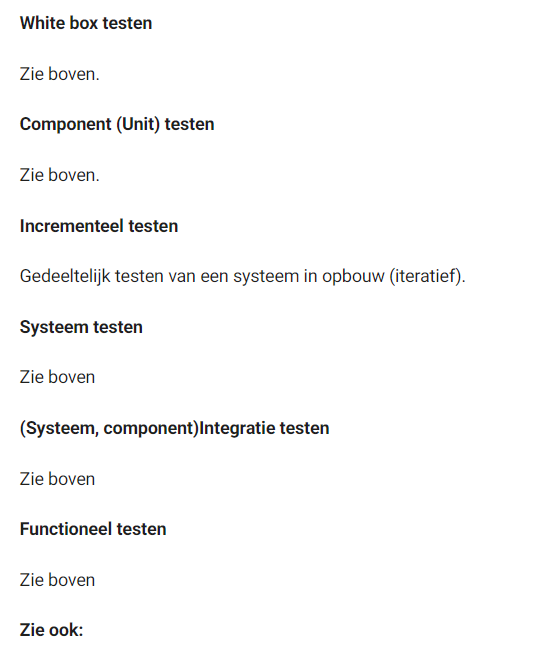 White box testen
Zie boven.
Component (Unit) testen
Zie boven.
Incrementeel testen
Gedeeltelijk testen van een systeem in opbouw (iteratief).
Systeem testen
Zie boven
(Systeem, component)Integratie testen
Zie boven
Functioneel testen
Zie boven
Zie ook: